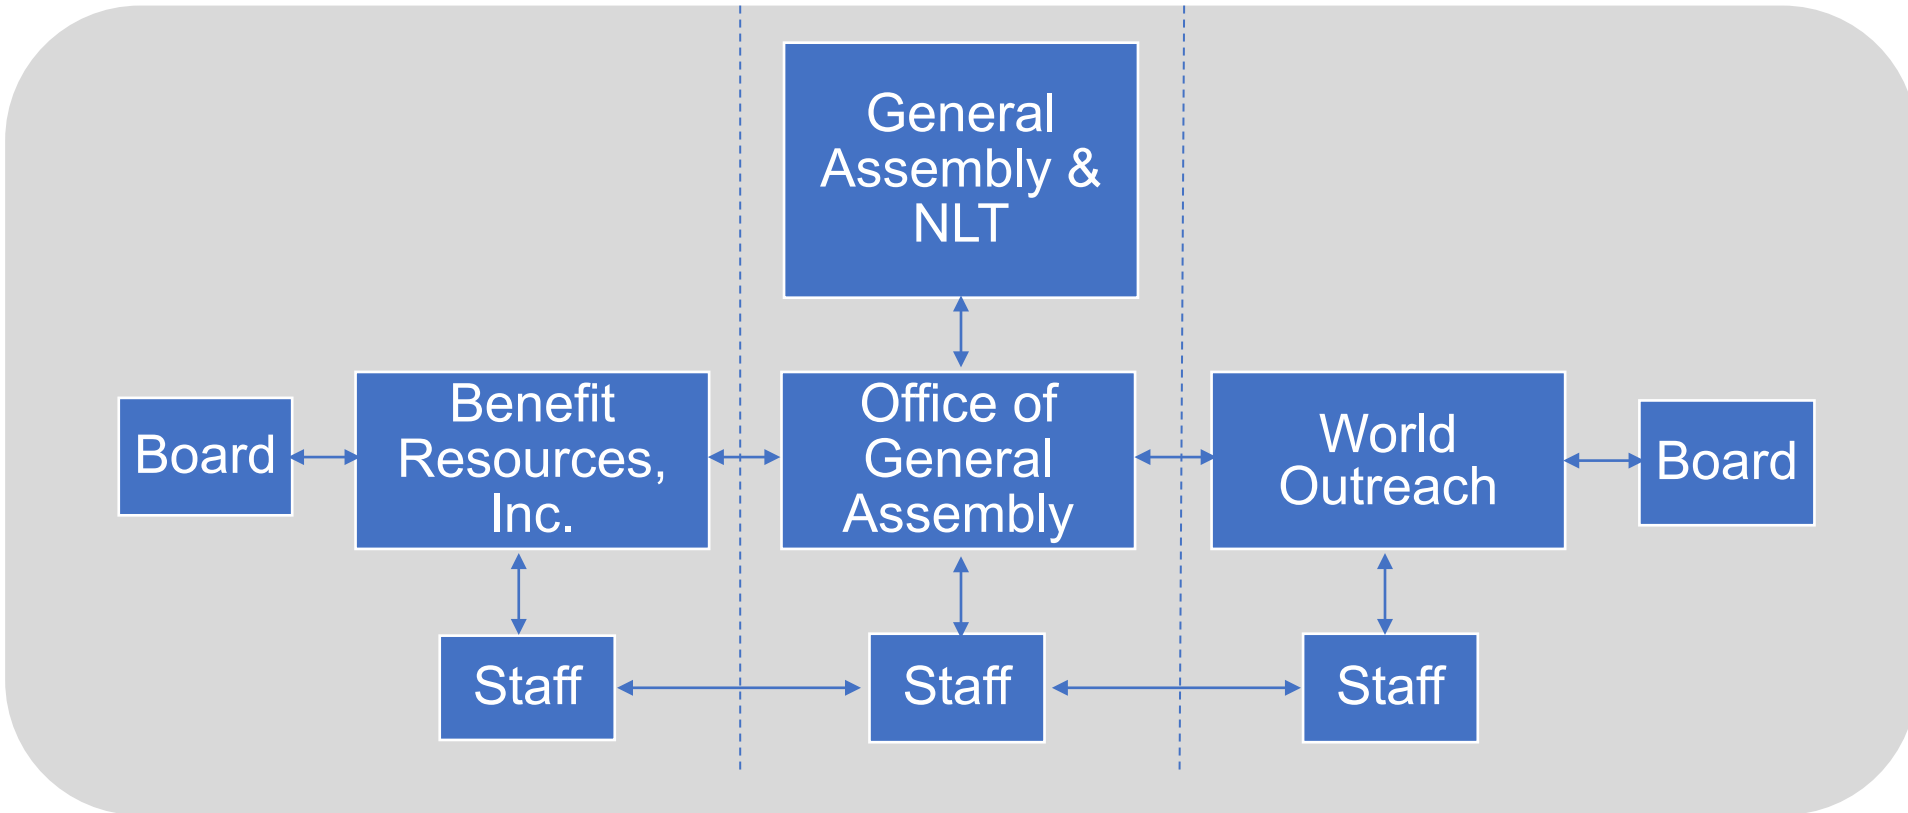 General
Assembly &
NLT
Board
Benefit
Resources,
Inc.
Office of
General
Assembly
World
Outreach
Board
Staff
Staff
Staff